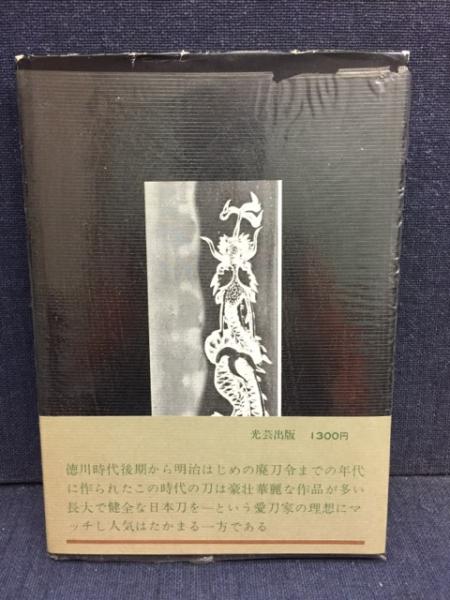 光芸出版 1300円
徳川時代後期から明治はじめの廃刀令までの年代
に作られたこの時代の刀は豪壮華麗な作品が多い
長大で健全な日本刀を―という愛刀家の理想にマ
ッチし人気はたかまる一方である